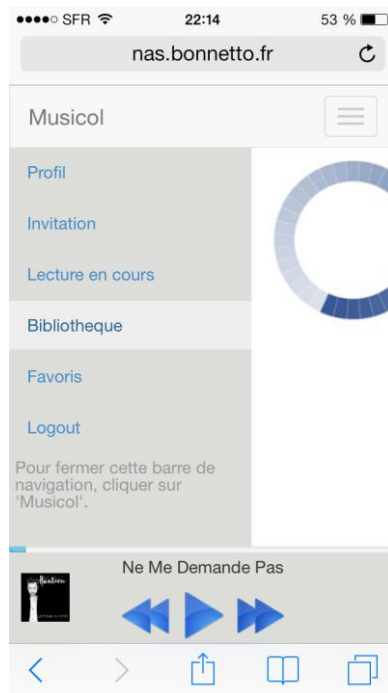 SFR 22:14 53 %
nas.bonnetto.fr
Musicol
Profil
Invitation
Lecture en cours
Bibliotheque
Favoris
Logout
Pour fermer cette barre de
navigation, cliquer sur
'Musicol'.
Ne Me Demande Pas